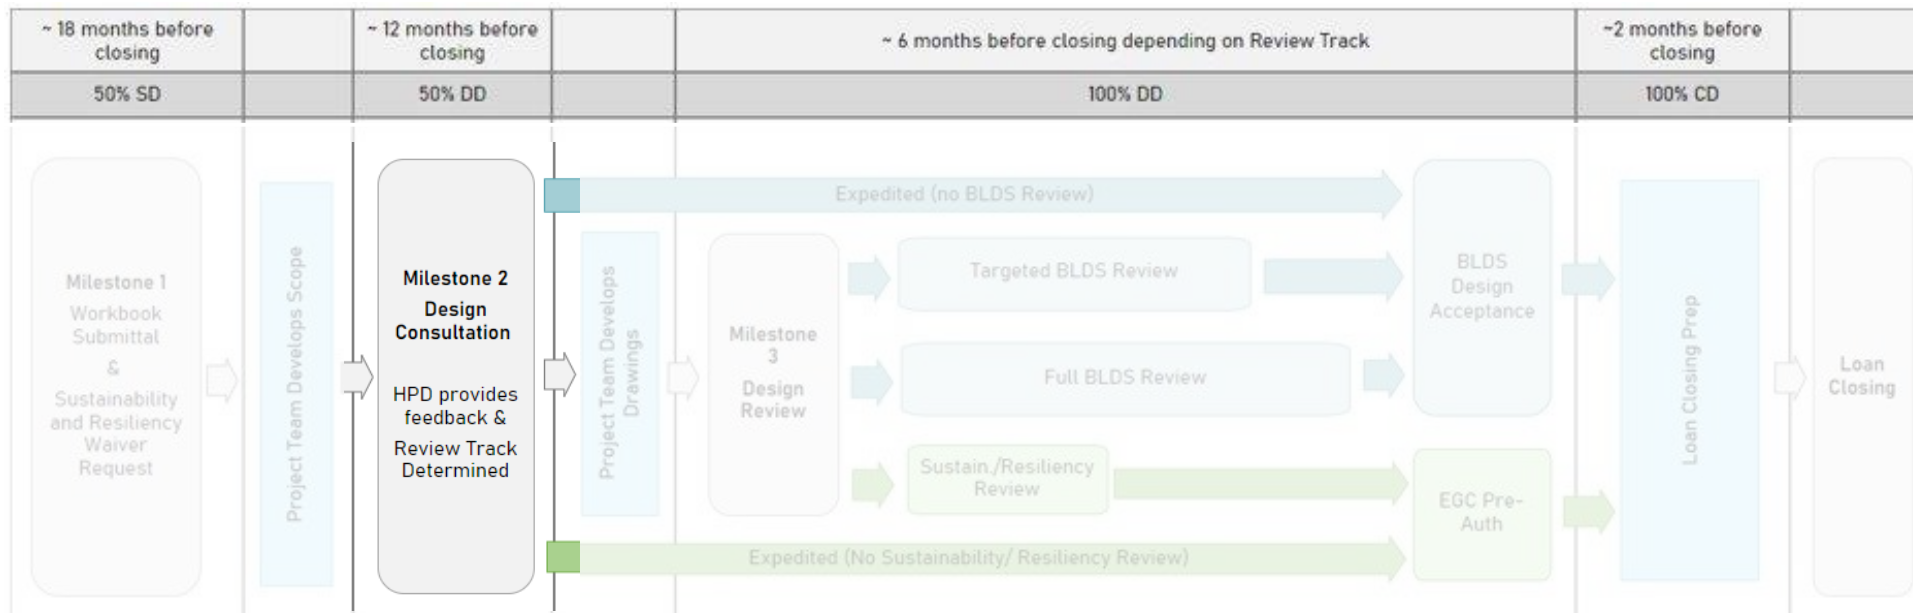 ~ 18 months before
closing
~ 12 months before
closing
~ 6 months before closing depending on Review Track
~2 months before
closing
50% SD
50% DD
100% DD
100% CD
Milestone 1
Workbook
Submittal
&
Sustainability
and Resiliency
Waiver
Request
Project Team Develops Scope
Milestone 2
Design
Consultation
HPD provides
feedback &
Review Track
Determined
Project Team Develops
Drawings
Expedited (no BLDS Review)
Milestone
3
Design
Review
Targeted BLDS Review
Full BLDS Review
Sustain./Resiliency
Review
Expedited (No Sustainability/ Resiliency Review)
BLDS
Design
Acceptance
EGC Pre-
Auth
Loan Closing Prep
Loan
Closing